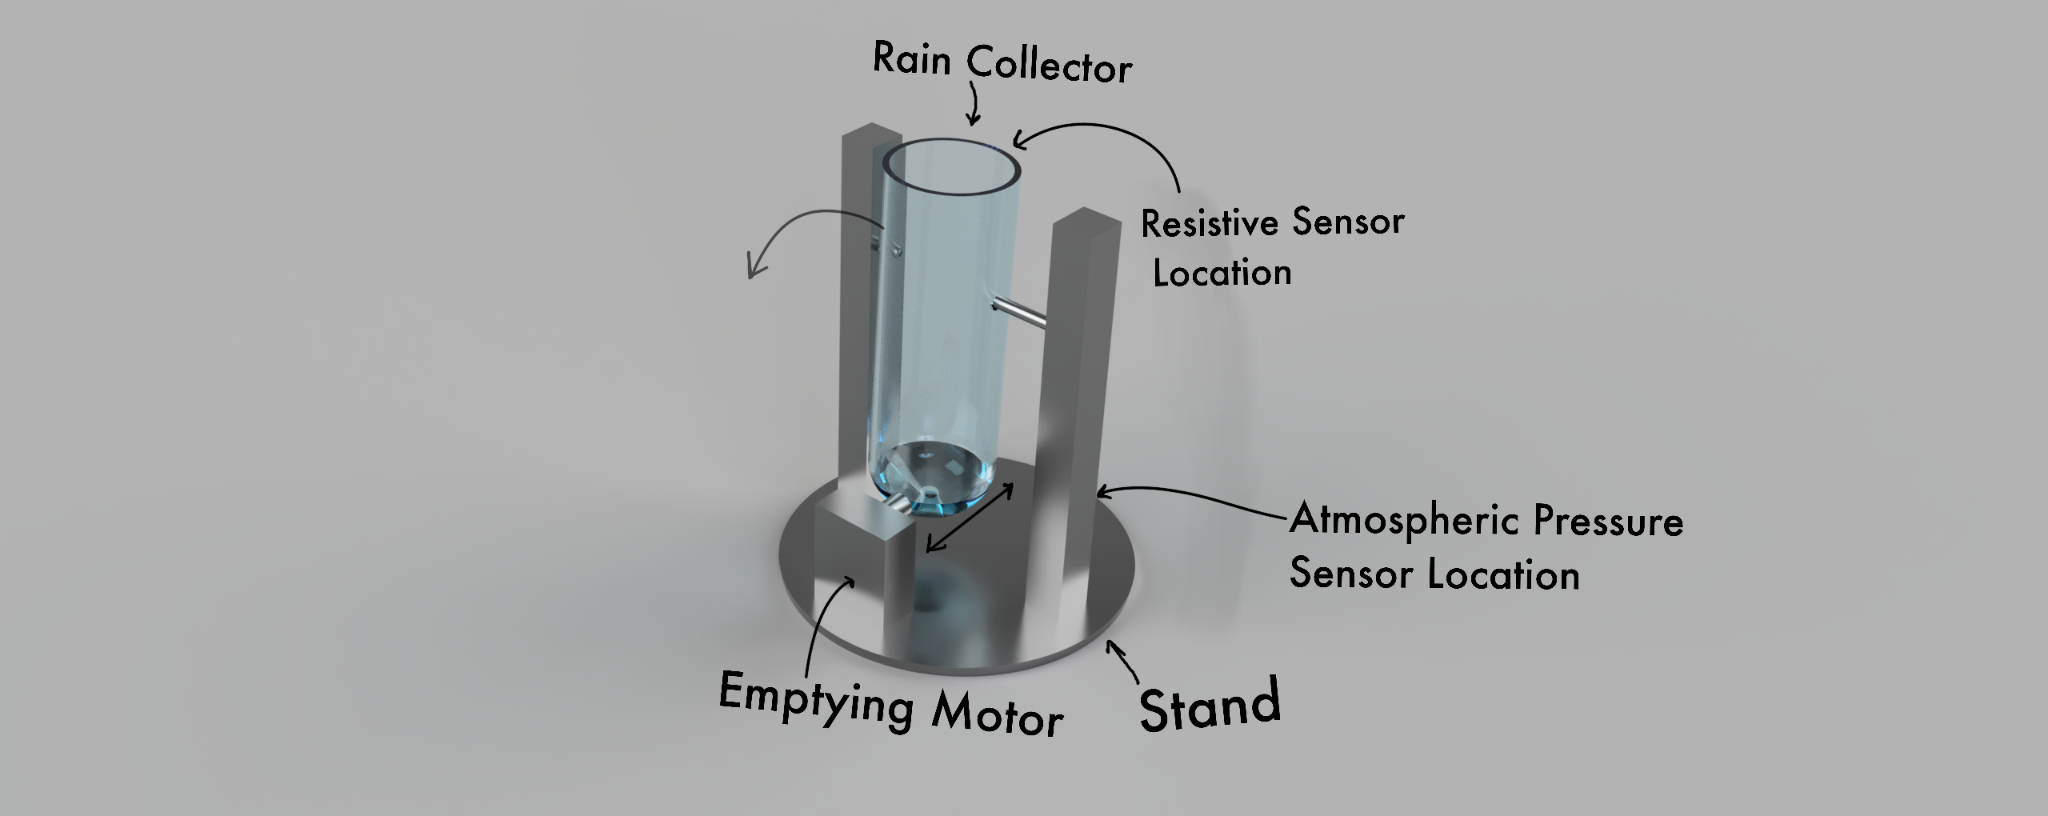 Rain Collector
Resistive Sensor
Location
Atmospheric Pressure
Sensor Location
Emptying Motor
Stand